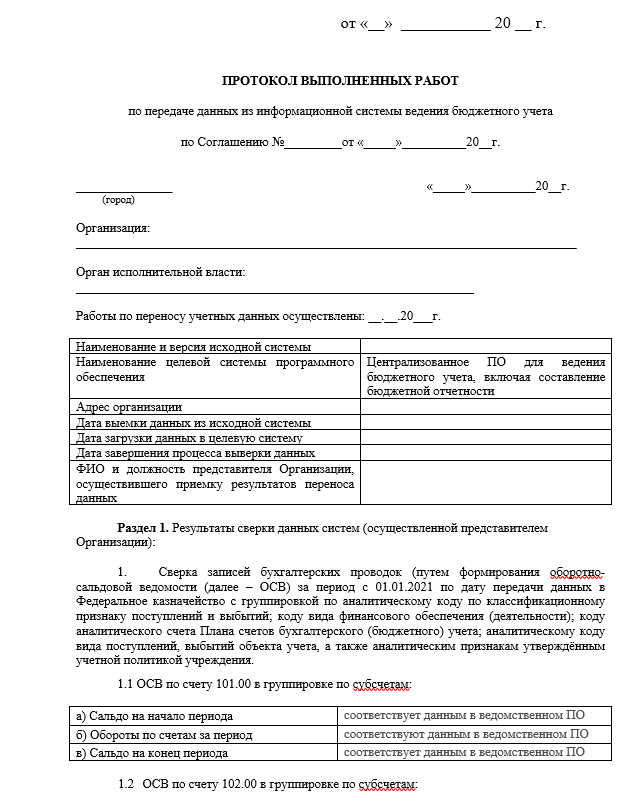 от «__» ____________ 20 __ г.
ПРОТОКОЛ ВЫПОЛНЕННЫХ РАБОТ
по передаче данных из информационной системы ведения бюджетного учета
по Соглашению №_________от «_____»__________20__г.
_______________ «_____»__________20__г.
(город)
Организация:
________________________________________________________________________________
Орган исполнительной власти:
________________________________________________________________
Работы по переносу учетных данных осуществлены: __.__.20___г.
Наименование и версия исходной системы
Наименование целевой системы программного обеспечения
Централизованное ПО для ведения
бюджетного учета, включая составление
бюджетной отчетности
Адрес организации
Дата выемки данных из исходной системы
Дата загрузки данных в целевую систему
Дата завершения процесса выверки данных
ФИО и должность представителя Организации,
осуществившего приемку результатов переноса
данных
Раздел 1. Результаты сверки данных систем (осуществленной представителем
Организации):
1. Сверка записей бухгалтерских проводок (путем формирования оборотно-
сальдовой ведомости (далее – ОСВ) за период с 01.01.2021 по дату передачи данных в
Федеральное казначейство с группировкой по аналитическому коду по классификационному
признаку поступлений и выбытий; коду вида финансового обеспечения (деятельности); коду
аналитического счета Плана счетов бухгалтерского (бюджетного) учета; аналитическому коду
вида поступлений, выбытий объекта учета, а также аналитическим признакам утверждённым
учетной политикой учреждения.
1.1 ОСВ по счету 101.00 в группировке по субсчетам:
а) Сальдо на начало периода соответствует данным в ведомственном ПО
б) Обороты по счетам за период соответствуют данным в ведомственном ПО
в) Сальдо на конец периода соответствует данным в ведомственном ПО
1.2 ОСВ по счету 102.00 в группировке по субсчетам: